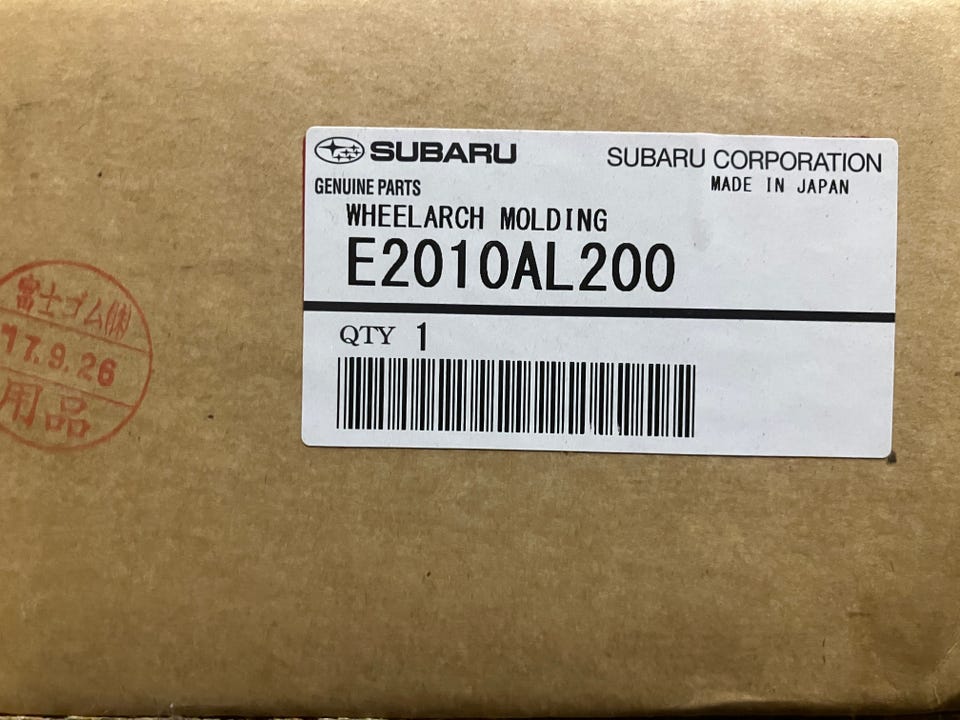 SUBARU
SUBARU CORPORATION
GENUINE PARTS
MADE IN JAPAN
WHEELARCH MOLDING
E2010AL200
QTY 1
富士ゴム(株)
17.9.26
用品